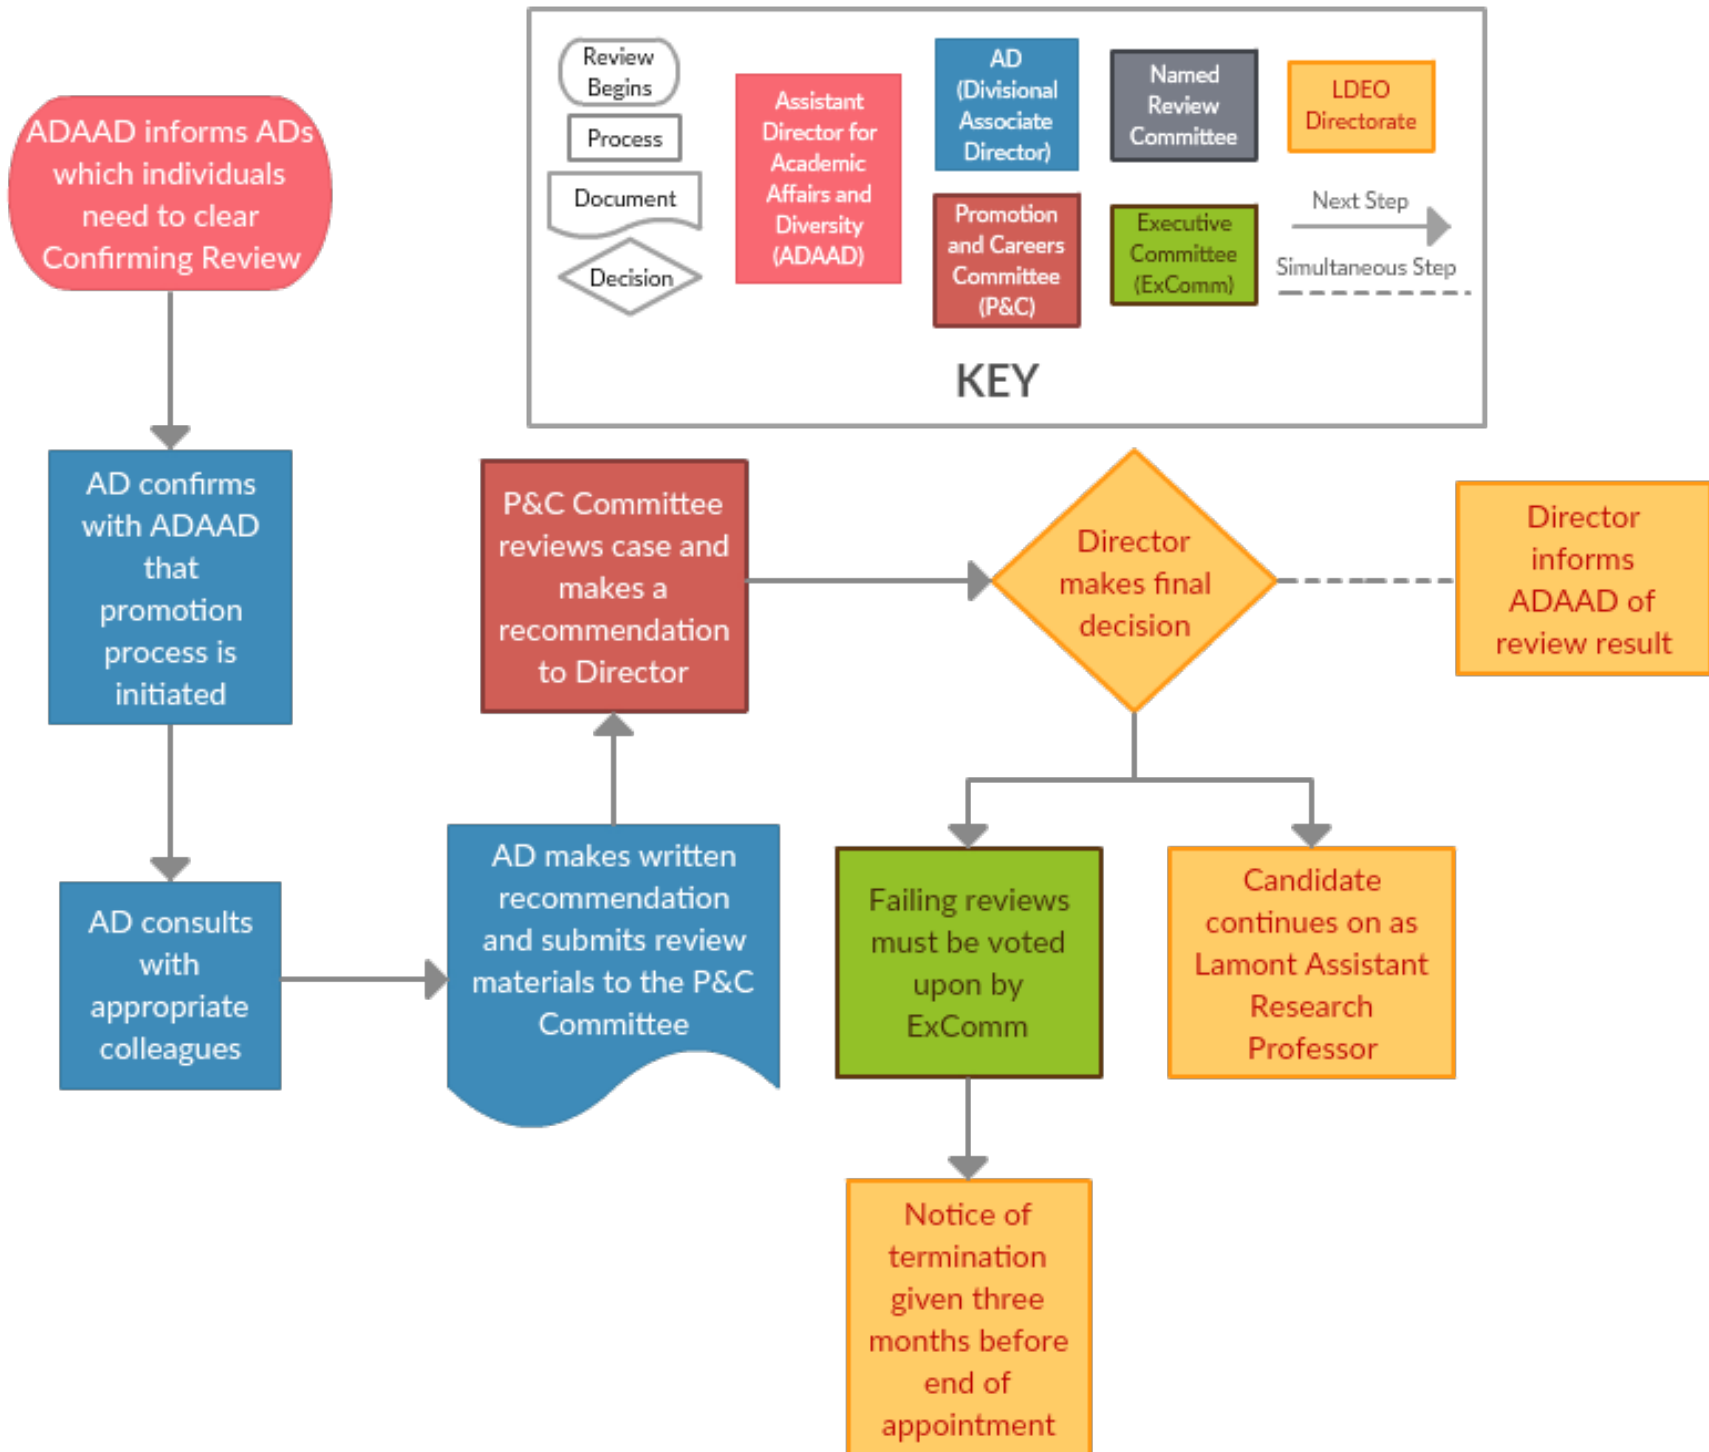 Review
Begins
Process
Document
Decision
Assistant
Director for
Academic
Affairs and
Diversity
(ADAAD)
AD
(Divisional
Associate
Director)
Promotion
and Careers
Committee
(P&C)
Named
Review
Committee
Executive
Committee
(ExComm)
LDEO
Directorate
Next Step
Simultaneous Step
KEY
ADAAD informs ADs
which individuals
need to clear
Confirming Review
AD confirms
with ADAAD
that
promotion
process is
initiated
AD consults
with
appropriate
colleagues
AD makes written
recommendation
and submits review
materials to the P&C
Committee
P&C Committee
reviews case and
makes a
recommendation
to Director
Director
makes final
decision
Director
informs
ADAAD of
review result
Failing reviews
must be voted
upon by
ExComm
Candidate
continues on as
Lamont Assistant
Research
Professor
Notice of
termination
given three
months before
end of
appointment